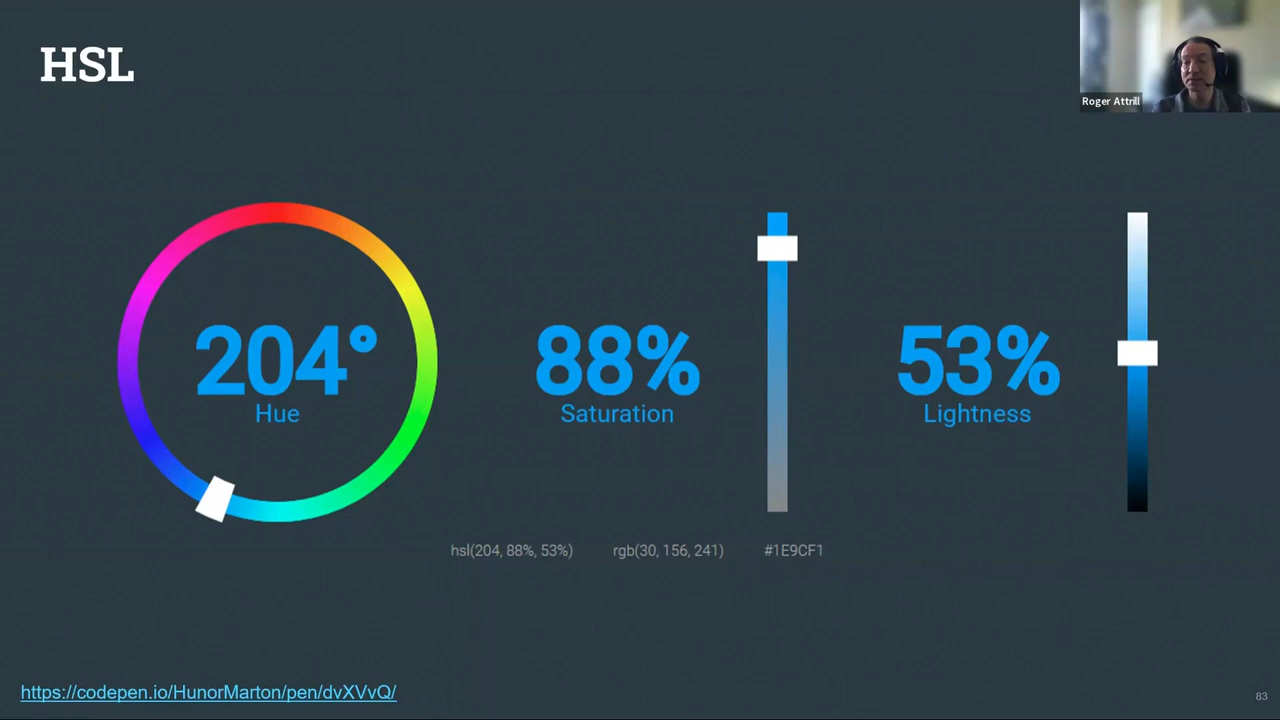 HSL
Roger Attrill
204°
Hue
88%
Saturation
53%
Lightness
hsl(204, 88%, 53%) rgb(30, 156, 241) #1E9CF1
https://codepen.io/HunorMarton/pen/dvXVvQ/
83